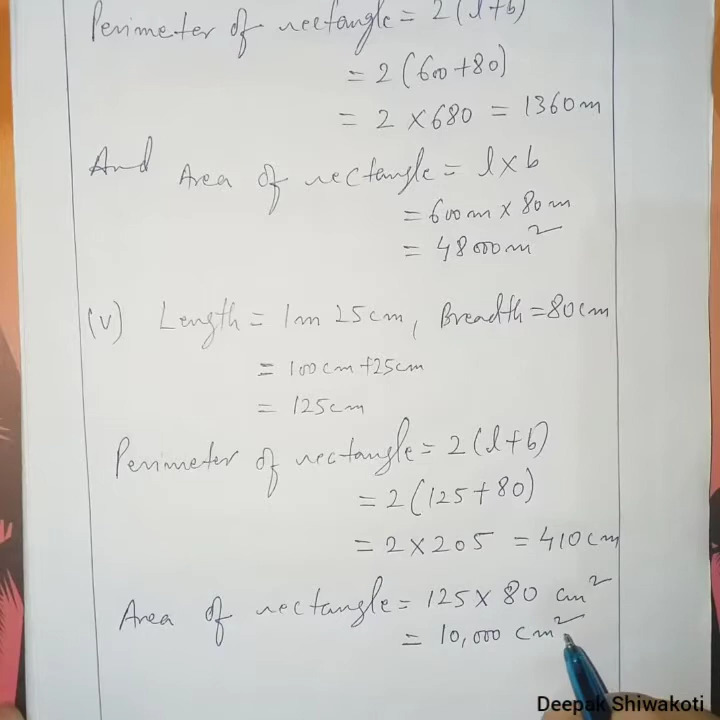 Perimeter of rectangle = 2(l+b)
= 2(600+80)
= 2 × 680 = 1360m
And Area of rectangle = l × b
= 600m × 80m
= 48000m²
(v) Length = 1m 25cm, Breadth = 80cm
= 100cm + 25cm
= 125cm
Perimeter of rectangle = 2(l+b)
= 2(125+80)
= 2 × 205 = 410cm
Area of rectangle = 125 × 80 cm²
= 10,000 cm²
Deepak Shiwakoti